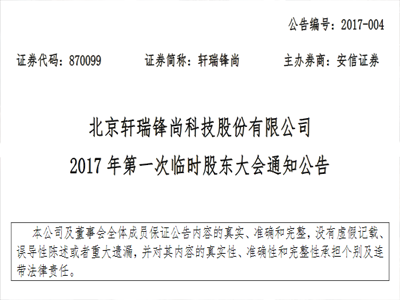 公告编号：2017-004
证券代码：870099 证券简称：轩瑞锋尚 主办券商：安信证券
北京轩瑞锋尚科技股份有限公司
2017 年第一次临时股东大会通知公告
本公司及董事会全体成员保证公告内容的真实、准确和完整，没有虚假记载、
误导性陈述或者重大遗漏，并对其内容的真实性、准确性和完整性承担个别及连
带法律责任。